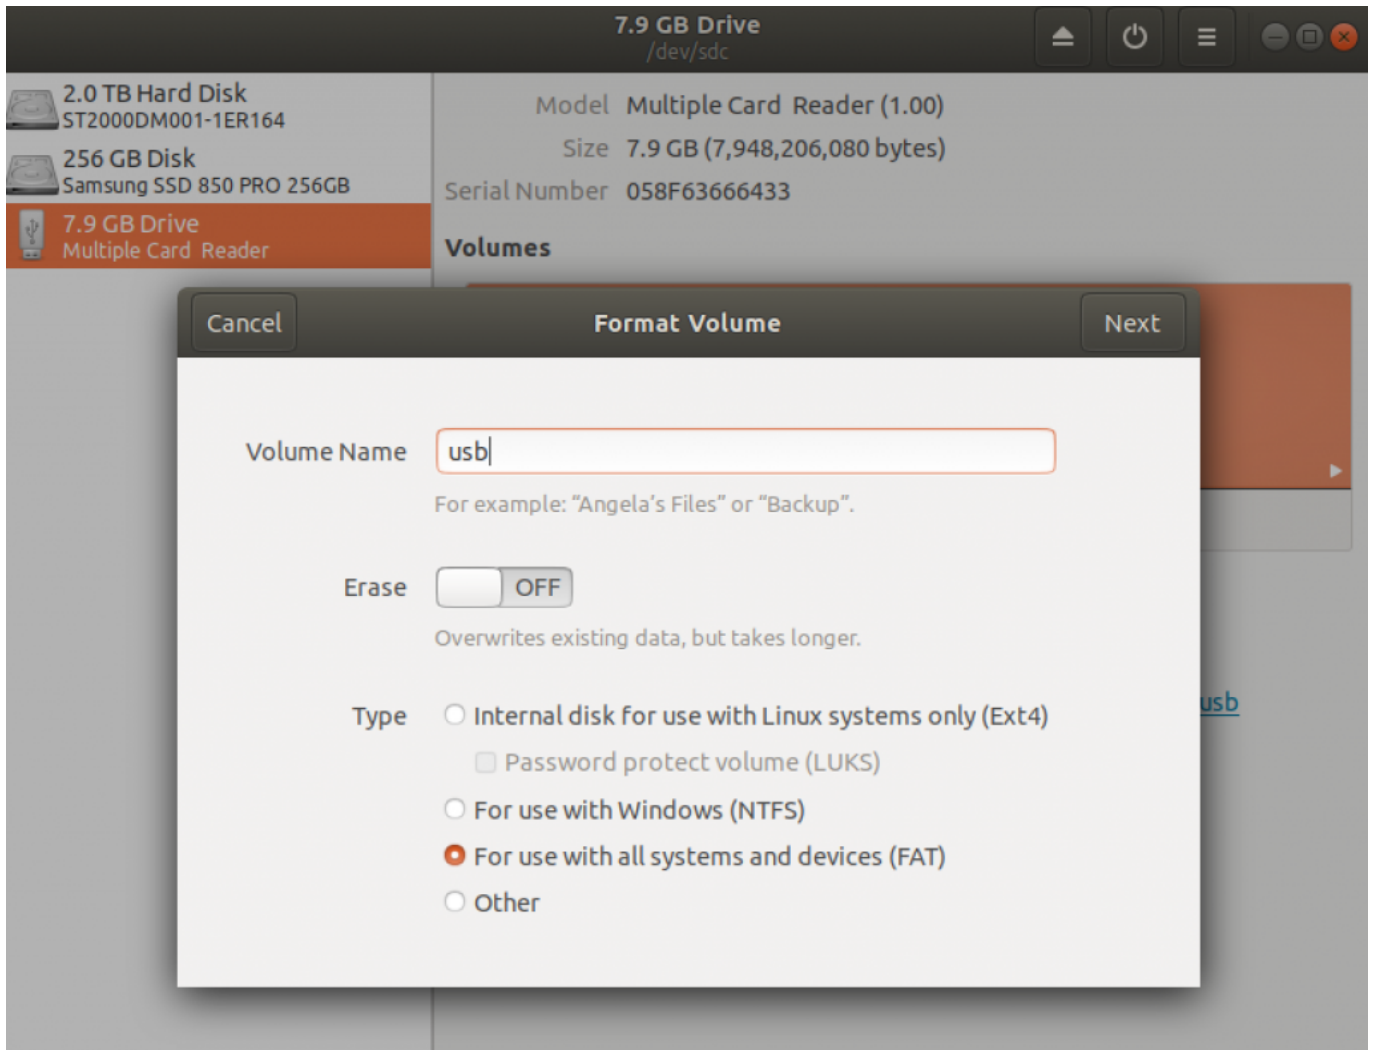 7.9 GB Drive
/dev/sdc
2.0 TB Hard Disk
ST2000DM001-1ER164
256 GB Disk
Samsung SSD 850 PRO 256GB
7.9 GB Drive
Multiple Card Reader
Model Multiple Card Reader (1.00)
Size 7.9 GB (7,948,206,080 bytes)
Serial Number 058F63666433
Volumes
Cancel Format Volume Next
Volume Name usb
For example: “Angela’s Files” or “Backup”.
Erase OFF
Overwrites existing data, but takes longer.
usb
Type Internal disk for use with Linux systems only (Ext4)
Password protect volume (LUKS)
For use with Windows (NTFS)
For use with all systems and devices (FAT)
Other